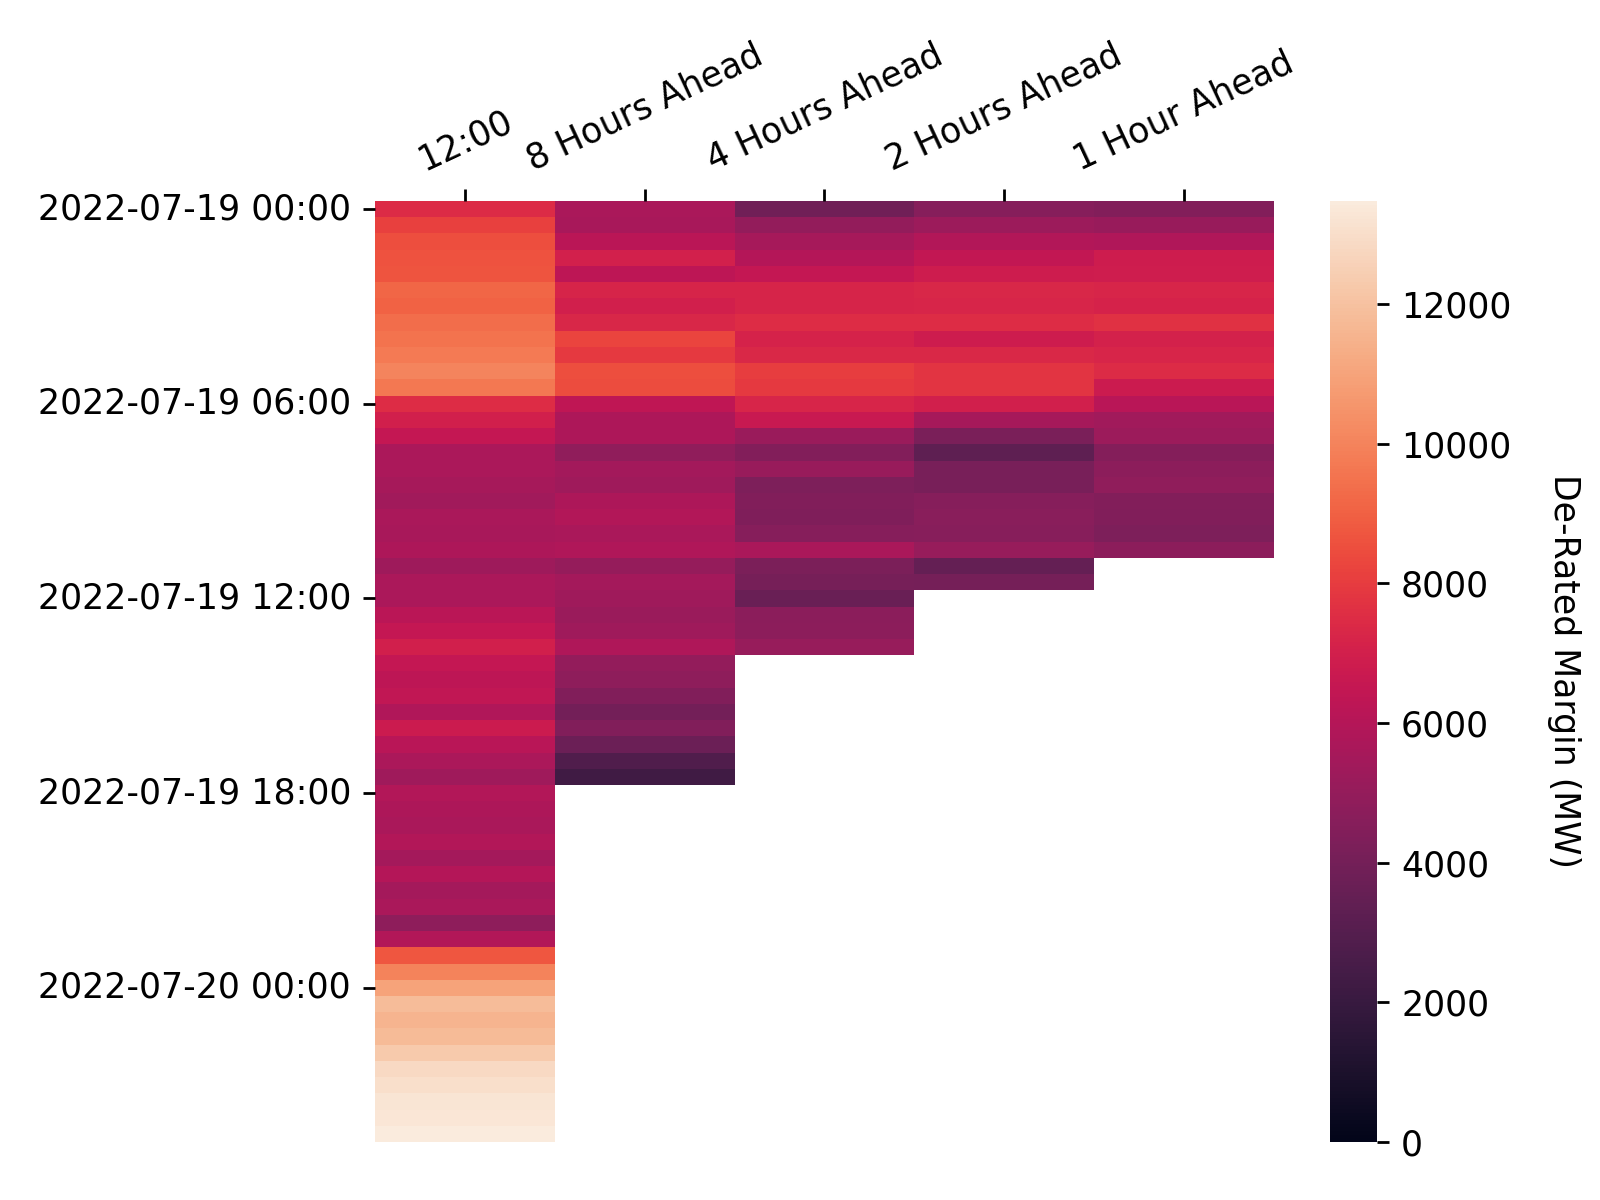 12:00
8 Hours Ahead
4 Hours Ahead
2 Hours Ahead
1 Hour Ahead
2022-07-19 00:00
2022-07-19 06:00
2022-07-19 12:00
2022-07-19 18:00
2022-07-20 00:00
12000
10000
8000
6000
4000
2000
0
De-Rated Margin (MW)